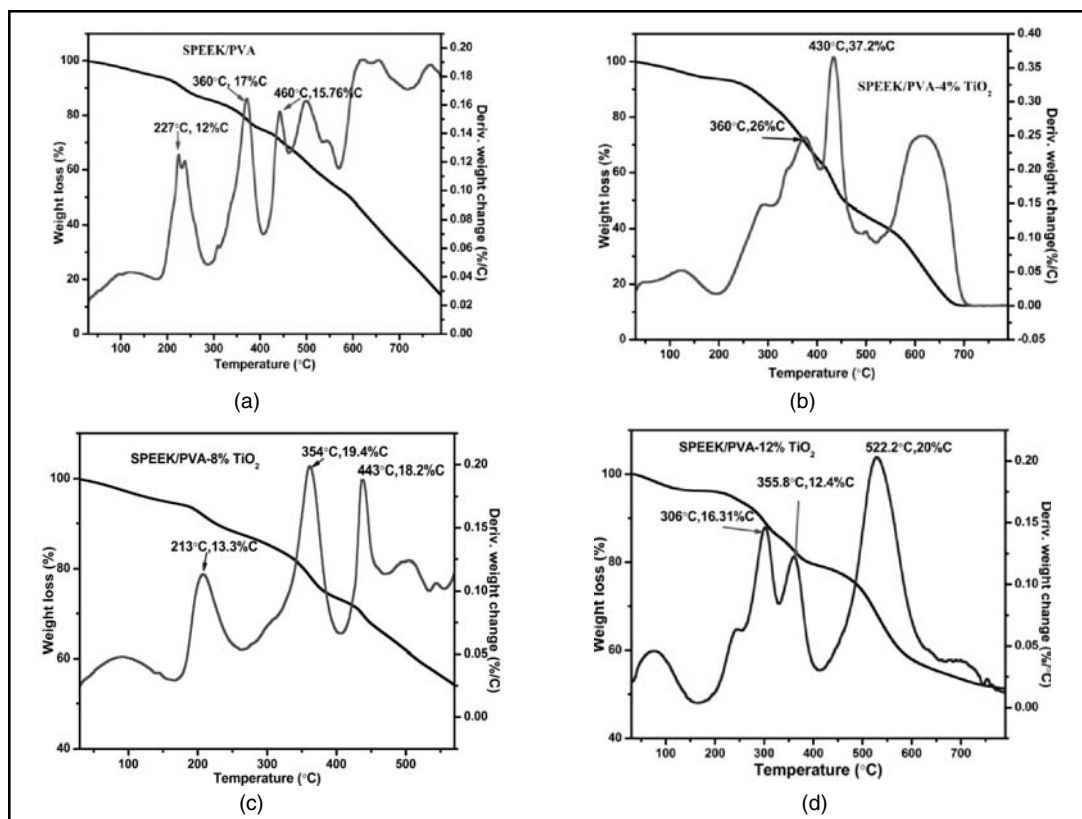 SPEEK/PVA
360°C, 17%C
460°C, 15.76%C
227°C, 12%C
100
80
60
40
20
0
Weight loss (%)
0.20
0.18
0.16
0.14
0.12
0.10
0.08
0.06
0.04
0.02
0.00
Deriv. weight change (%/C)
100 200 300 400 500 600 700
Temperature (°C)
(a)
430°C, 37.2%C
SPEEK/PVA-4% TiO₂
360°C,26%C
100
80
60
40
20
0
Weight loss (%)
0.40
0.35
0.30
0.25
0.20
0.15
0.10
0.05
0.00
-0.05
Deriv. weight change(%/C)
100 200 300 400 500 600 700
Temperature (°C)
(b)
SPEEK/PVA-8% TiO₂
354°C,19.4%C
443°C,18.2%C
213°C,13.3%C
100
80
60
40
Weight loss (%)
0.20
0.15
0.10
0.05
0.00
Deriv. weight change (%/C)
100 200 300 400 500
Temperature (°C)
(c)
SPEEK/PVA-12% TiO₂
522.2°C,20%C
355.8°C,12.4%C
306°C,16.31%C
100
80
60
40
Weight loss (%)
0.20
0.15
0.10
0.05
0.00
Deriv. weight change (%/°C)
100 200 300 400 500 600 700
Temperature (°C)
(d)